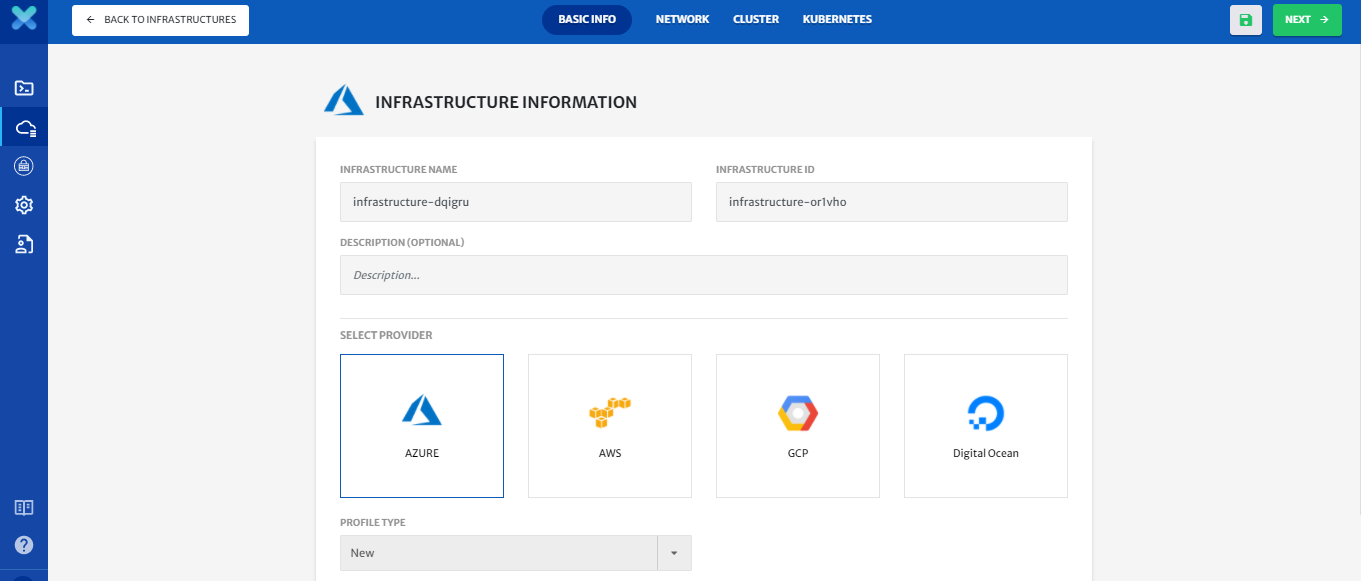 BACK TO INFRASTRUCTURES
BASIC INFO NETWORK CLUSTER KUBERNETES
NEXT
INFRASTRUCTURE INFORMATION
INFRASTRUCTURE NAME INFRASTRUCTURE ID
infrastructure-dqigru infrastructure-or1vho
DESCRIPTION (OPTIONAL)
Description...
SELECT PROVIDER
AZURE AWS GCP Digital Ocean
PROFILE TYPE
New